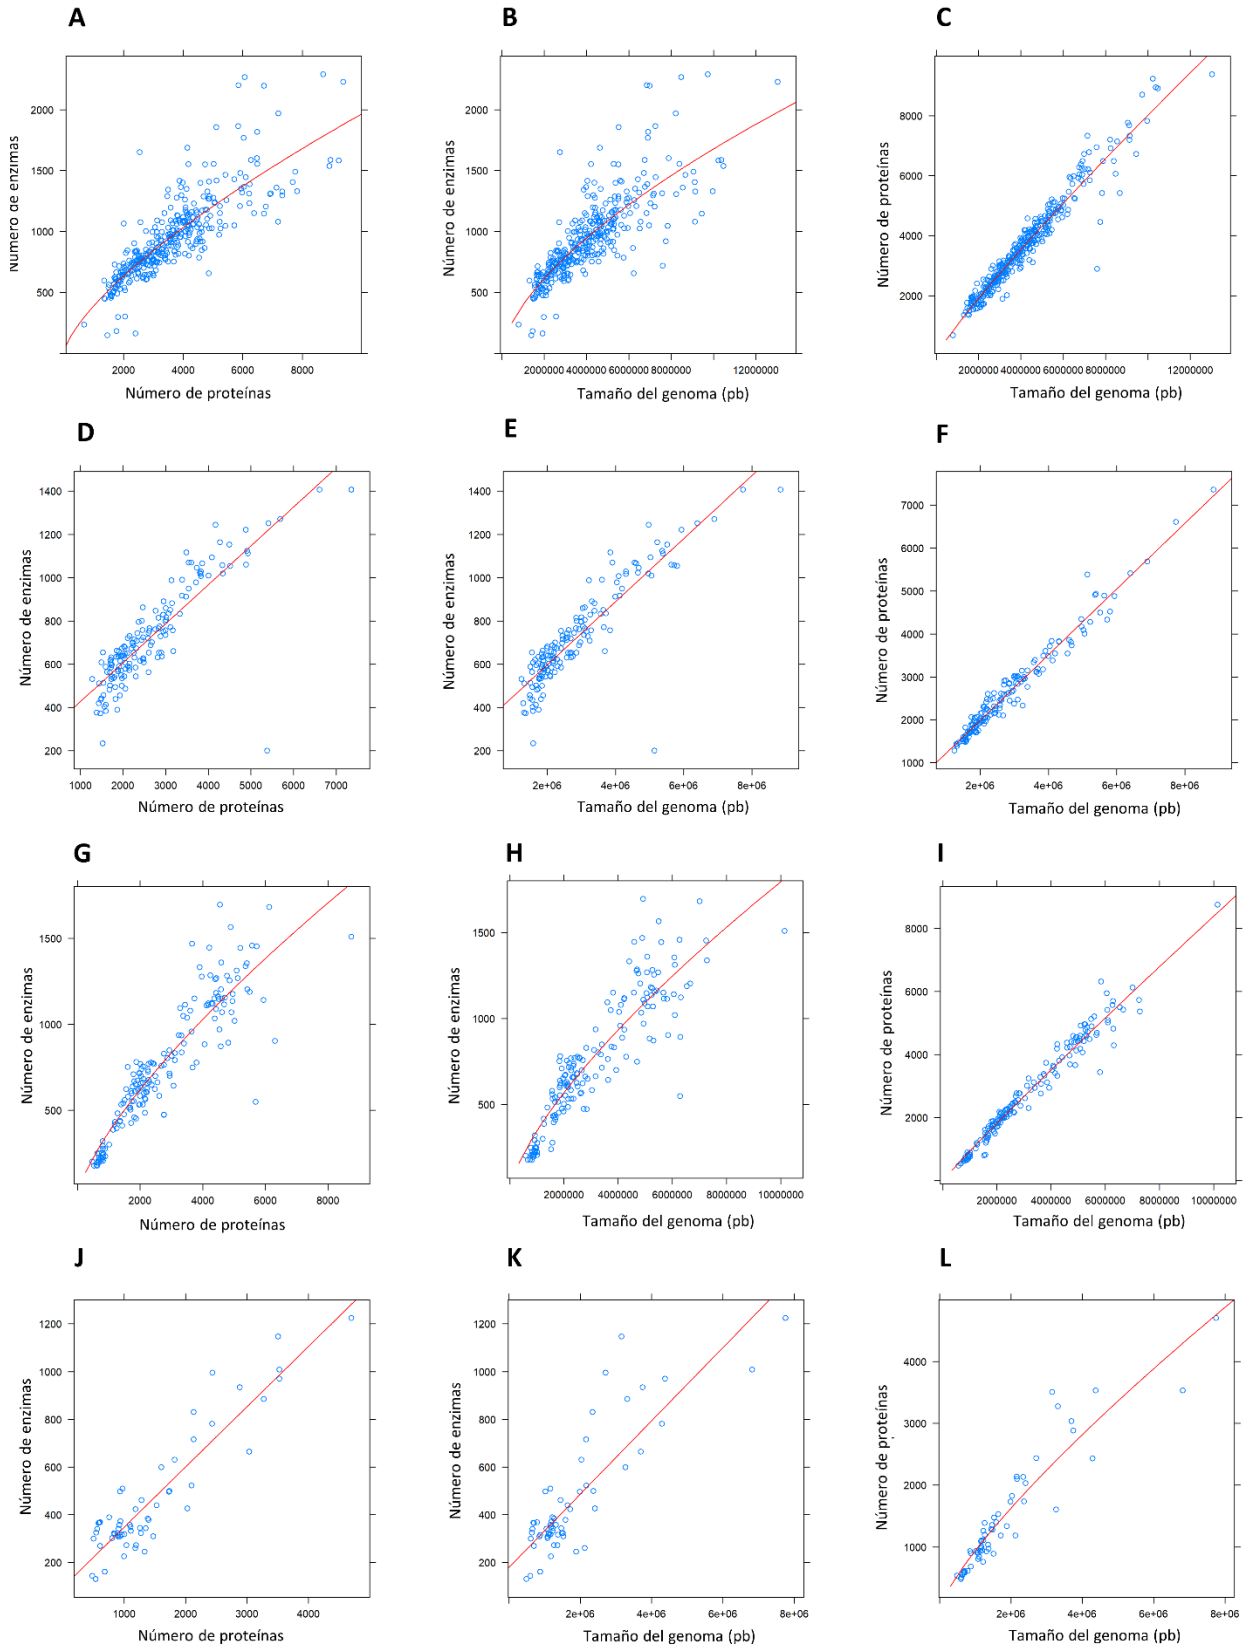 A
B
C
2000
1500
1000
500
Número de enzimas
2000
4000
6000
8000
Número de proteínas
2000
1500
1000
500
Número de enzimas
2000000
4000000
6000000
8000000
12000000
Tamaño del genoma (pb)
8000
6000
4000
2000
Número de proteínas
2000000
4000000
6000000
8000000
12000000
Tamaño del genoma (pb)
D
E
F
1400
1200
1000
800
600
400
200
Número de enzimas
1000
2000
3000
4000
5000
6000
7000
Número de proteínas
1400
1200
1000
800
600
400
200
Número de enzimas
2e+06
4e+06
6e+06
8e+06
Tamaño del genoma (pb)
7000
6000
5000
4000
3000
2000
1000
Número de proteínas
2e+06
4e+06
6e+06
8e+06
Tamaño del genoma (pb)
G
H
I
1500
1000
500
Número de enzimas
2000
4000
6000
8000
Número de proteínas
1500
1000
500
Número de enzimas
2000000
4000000
6000000
8000000
10000000
Tamaño del genoma (pb)
8000
6000
4000
2000
Número de proteínas
2000000
4000000
6000000
8000000
10000000
Tamaño del genoma (pb)
J
K
L
1200
1000
800
600
400
200
Número de enzimas
1000
2000
3000
4000
Número de proteínas
1200
1000
800
600
400
200
Número de enzimas
2e+06
4e+06
6e+06
8e+06
Tamaño del genoma (pb)
4000
3000
2000
1000
Número de proteínas
2e+06
4e+06
6e+06
8e+06
Tamaño del genoma (pb)